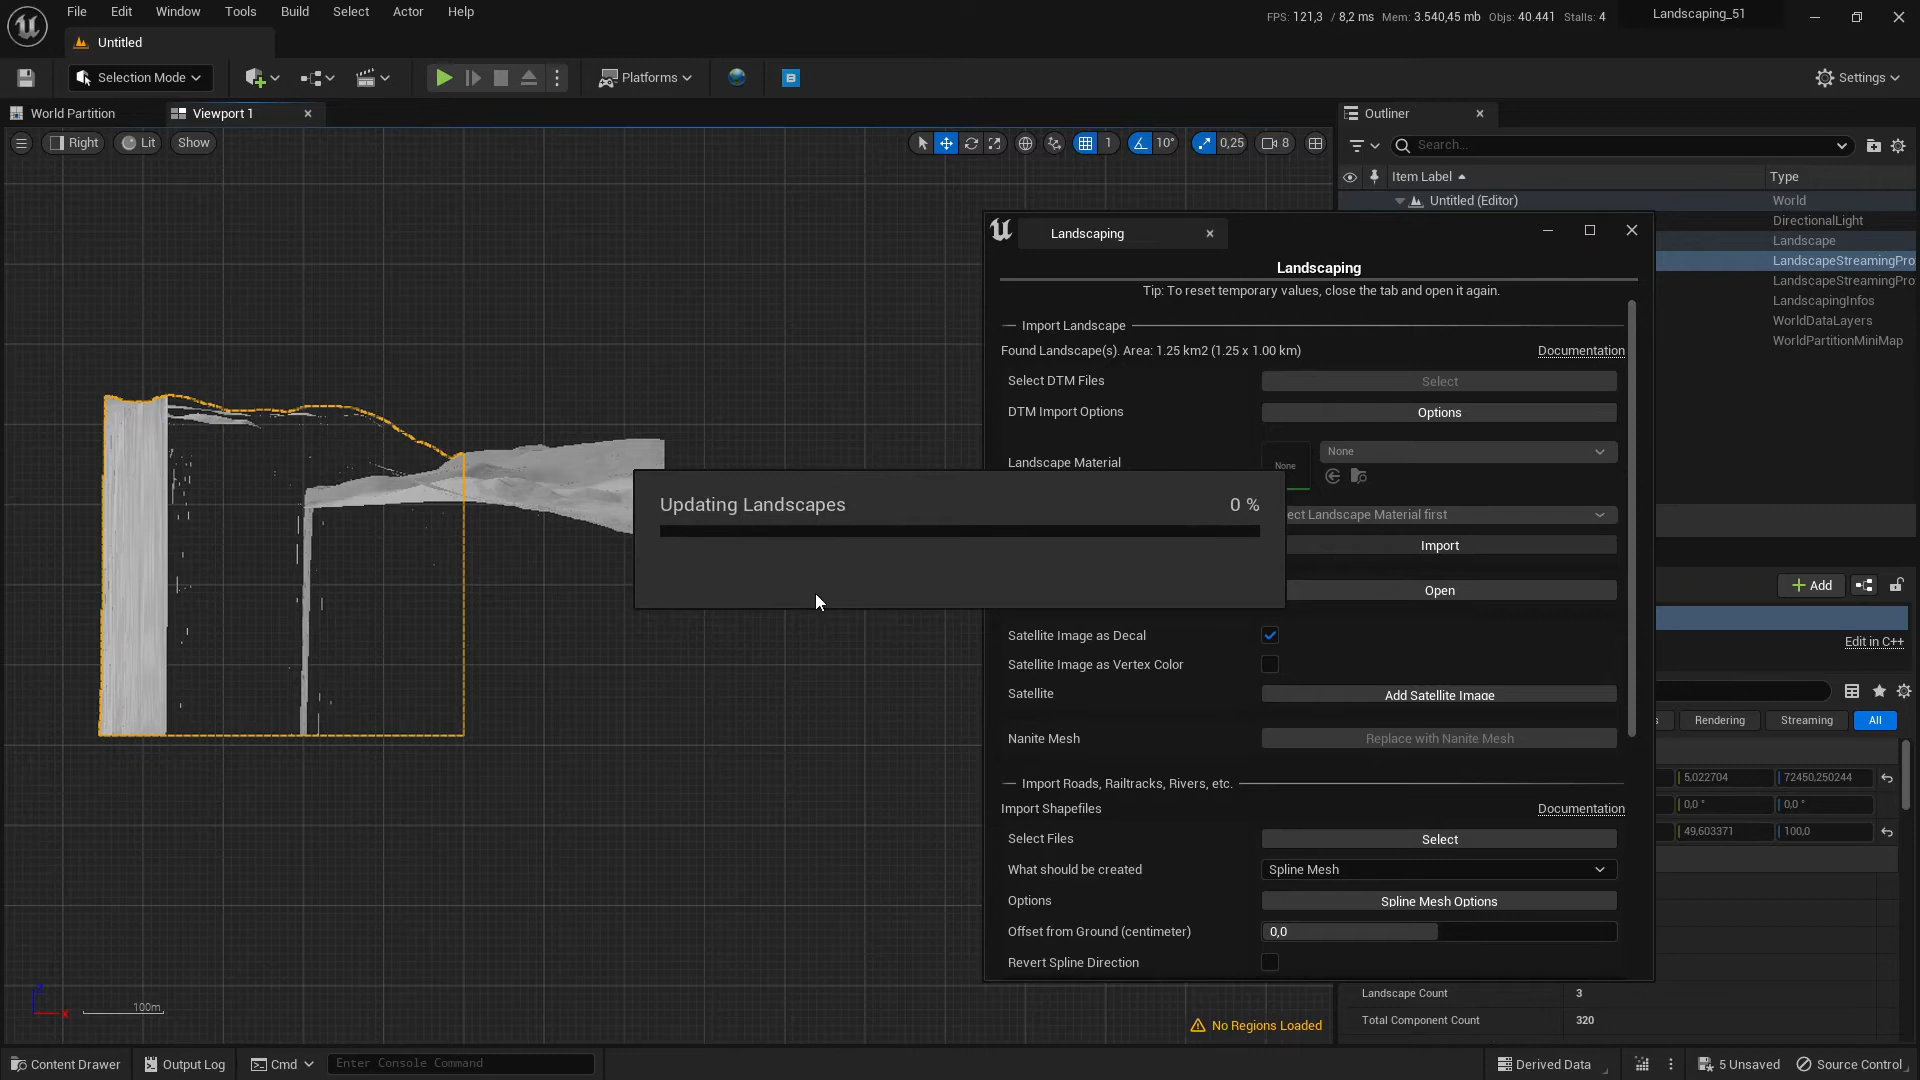 File Edit Window Tools Build Select Actor Help
FPS: 121,3 / 8,2 ms Mem: 3.540,45 mb Objs: 40.441 Stalls: 4
Landscaping_51
Untitled
Selection Mode
Platforms
Settings
World Partition
Viewport 1
Outliner
Right
Lit
Show
1
10°
0,25
8
Search...
Item Label
Type
Untitled (Editor)
World
DirectionalLight
Landscape
LandscapeStreamingPro
LandscapeStreamingPro
LandscapingInfos
WorldDataLayers
WorldPartitionMiniMap
Landscaping
Landscaping
Tip: To reset temporary values, close the tab and open it again.
Import Landscape
Found Landscape(s). Area: 1.25 km2 (1.25 x 1.00 km)
Documentation
Select DTM Files
Select
DTM Import Options
Options
Landscape Material
None
None
Updating Landscapes
0 %
ect Landscape Material first
Import
Open
Satellite Image as Decal
Satellite Image as Vertex Color
Satellite
Add Satellite Image
Nanite Mesh
Replace with Nanite Mesh
Import Roads, Railtracks, Rivers, etc.
Import Shapefiles
Documentation
Select Files
Select
What should be created
Spline Mesh
Options
Spline Mesh Options
Offset from Ground (centimeter)
0,0
Revert Spline Direction
Add
Edit in C++
s
Rendering
Streaming
All
5,022704
72450,250244
0,0 °
0,0 °
49,603371
100,0
Landscape Count
3
Total Component Count
320
100m
No Regions Loaded
Content Drawer
Output Log
Cmd
Enter Console Command
Derived Data
5 Unsaved
Source Control